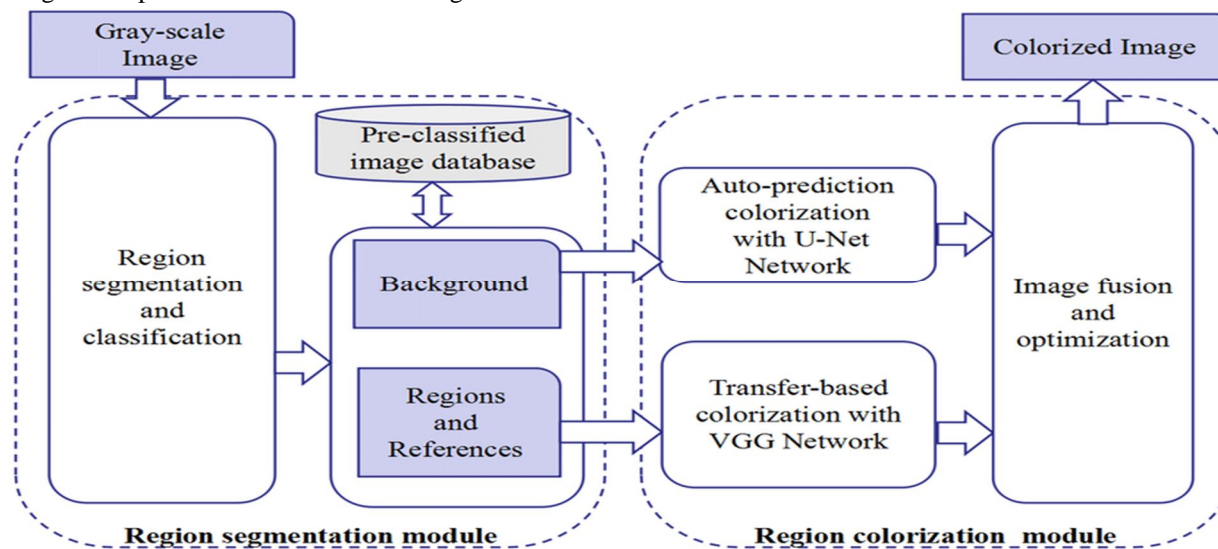 Gray-scale
Image
Colorized Image
Pre-classified
image database
Region
segmentation
and
classification
Background
Regions
and
References
Auto-prediction
colorization
with U-Net
Network
Transfer-based
colorization with
VGG Network
Image fusion
and
optimization
Region segmentation module
Region colorization module